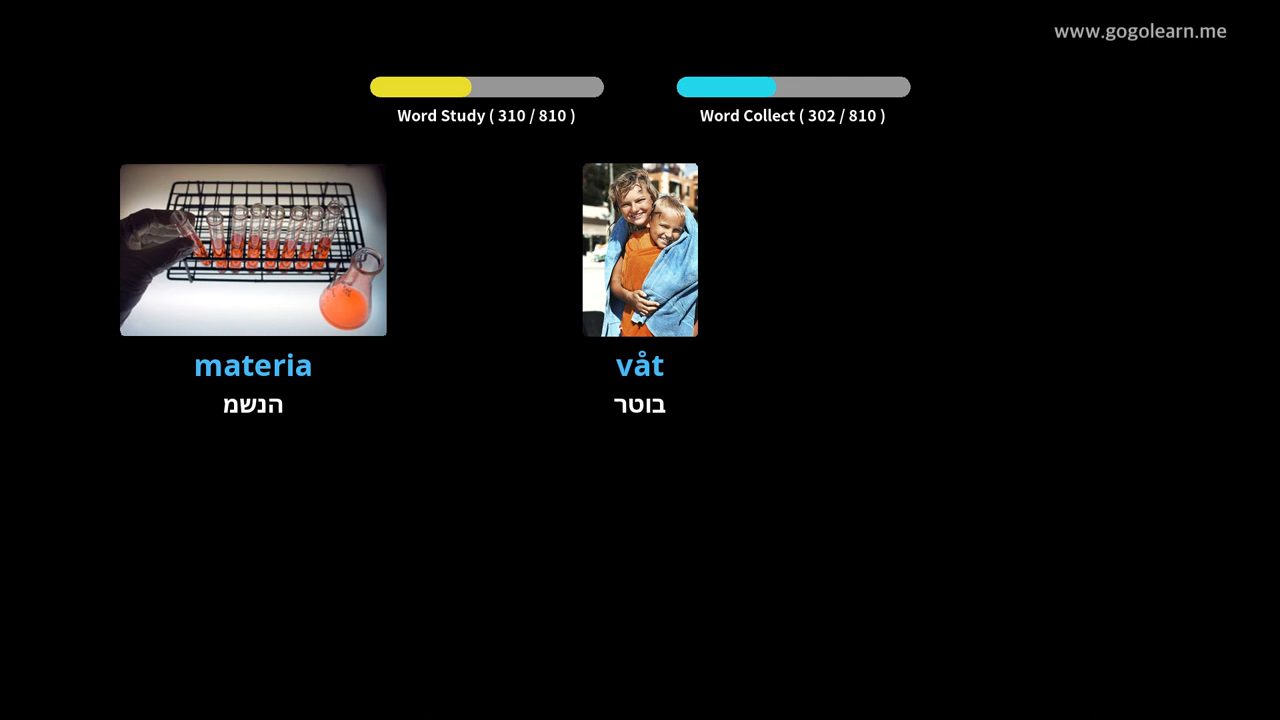 www.gogolearn.me
Word Study ( 310 / 810 )
Word Collect ( 302 / 810 )
materia
הנשמ
våt
בוטר